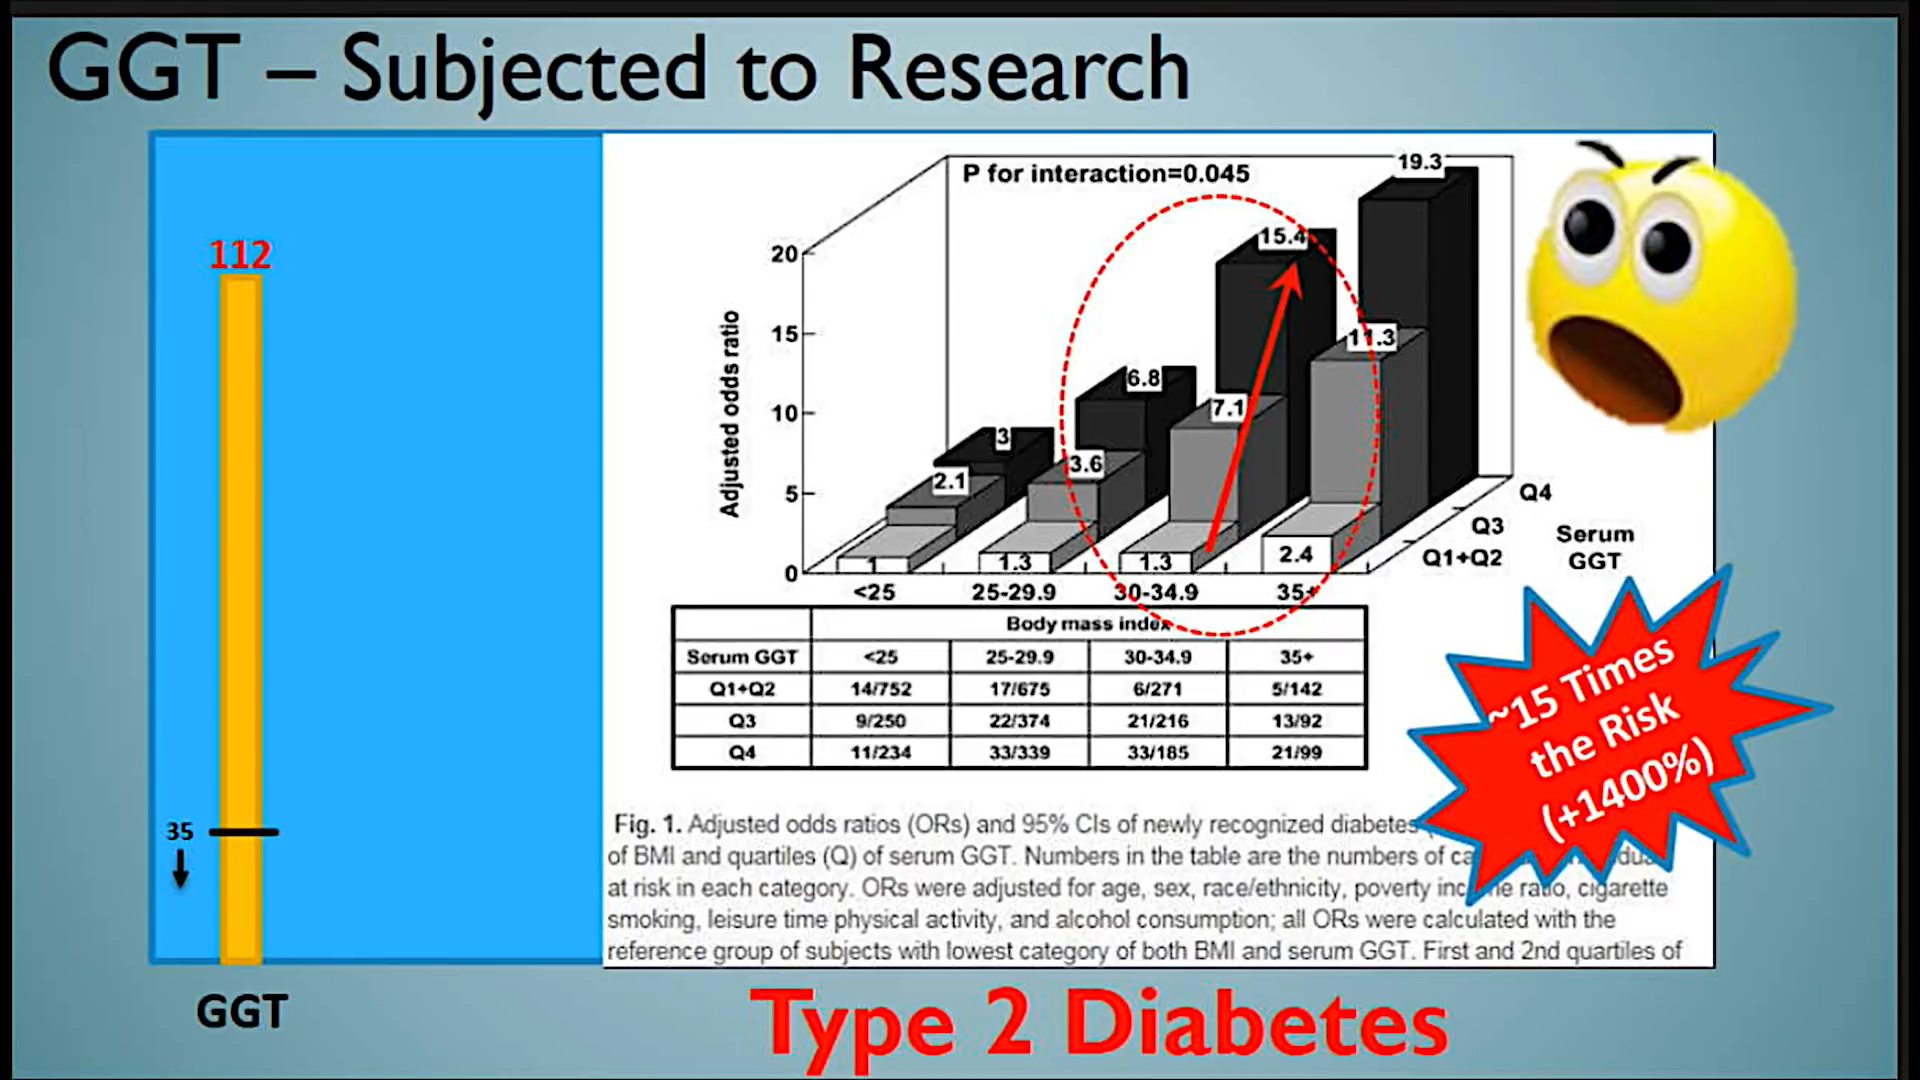 GGT – Subjected to Research
112
35
GGT
P for interaction=0.045
Adjusted odds ratio
20
15
10
5
0
3
6.8
15.4
19.3
2.1
3.6
7.1
11.3
1
1.3
1.3
2.4
Q4
Q3
Q1+Q2
Serum
GGT
<25 25-29.9 30-34.9 35+
Body mass index
Serum GGT <25 25-29.9 30-34.9 35+
Q1+Q2 14/752 17/675 6/271 5/142
Q3 9/250 22/374 21/216 13/92
Q4 11/234 33/339 33/185 21/99
~15 Times
the Risk
(+1400%)
Fig. 1. Adjusted odds ratios (ORs) and 95% CIs of newly recognized diabetes
of BMI and quartiles (Q) of serum GGT. Numbers in the table are the numbers of
at risk in each category. ORs were adjusted for age, sex, race/ethnicity, poverty income ratio, cigarette
smoking, leisure time physical activity, and alcohol consumption; all ORs were calculated with the
reference group of subjects with lowest category of both BMI and serum GGT. First and 2nd quartiles of
Type 2 Diabetes